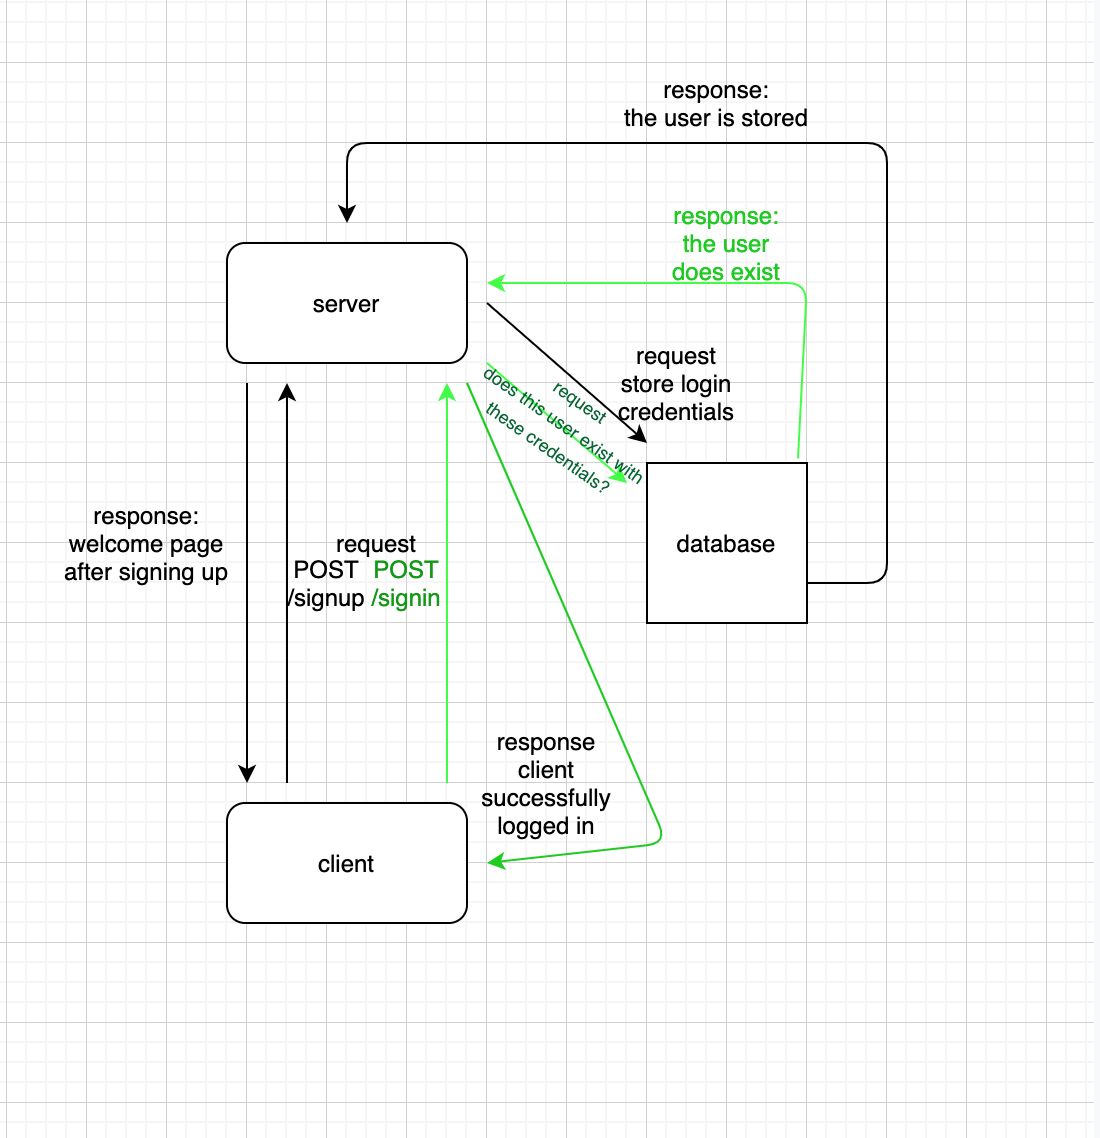 response:
the user is stored
response:
the user
does exist
server
request
store login
credentials
request
does this user exist with
these credentials?
response:
welcome page
after signing up
request
POST POST
/signup /signin
database
response
client
successfully
logged in
client